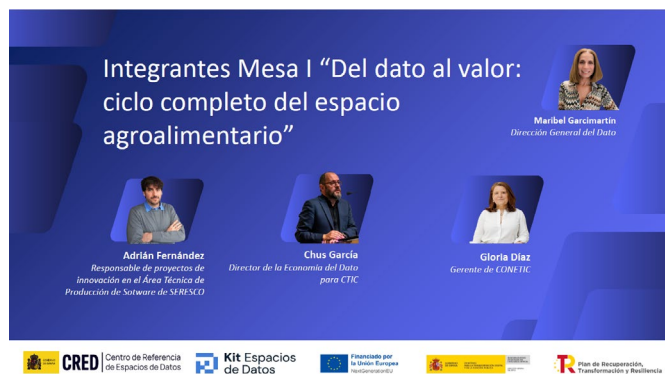 Integrantes Mesa I “Del dato al valor:
ciclo completo del espacio
agroalimentario”
Maribel Garcimartín
Dirección General del Dato
Adrián Fernández
Responsable de proyectos de
innovación en el Área Técnica de
Producción de Sotware de SERESCO
Chus García
Director de la Economía del Dato
para CTIC
Gloria Díaz
Gerente de CONETIC
CRED
Centro de Referencia
de Espacios de Datos
Kit Espacios
de Datos
Financiado por
la Unión Europea
NextGenerationEU
Plan de Recuperación,
Transformación y Resiliencia